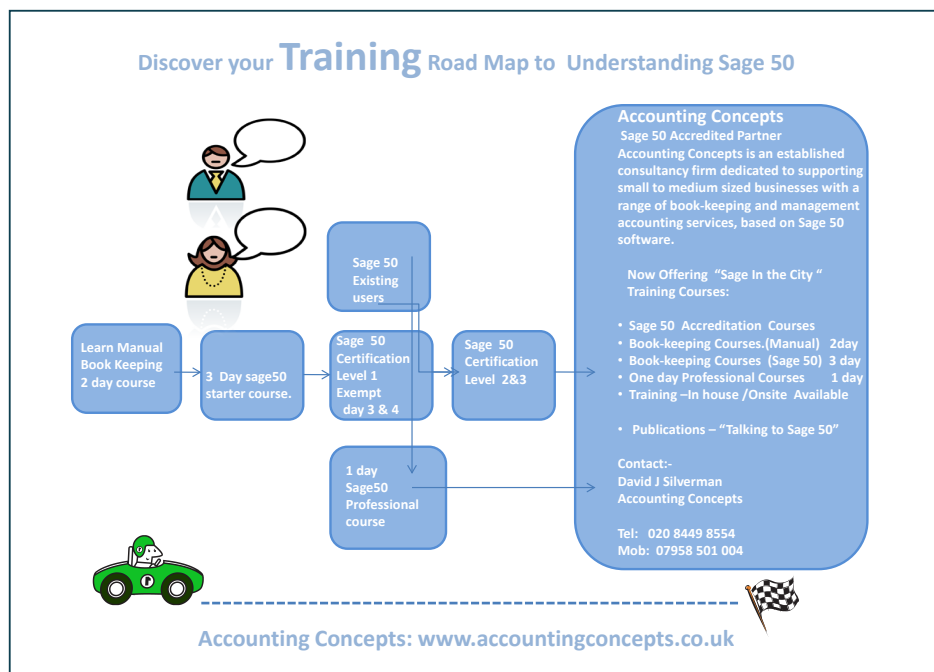 Discover your Training Road Map to Understanding Sage 50
Sage 50
Existing
users
Learn Manual
Book Keeping
2 day course
3 Day sage50
starter course.
Sage 50
Certification
Level 1
Exempt
day 3 & 4
Sage 50
Certification
Level 2&3
1 day
Sage50
Professional
course
Accounting Concepts
Sage 50 Accredited Partner
Accounting Concepts is an established
consultancy firm dedicated to supporting
small to medium sized businesses with a
range of book-keeping and management
accounting services, based on Sage 50
software.
Now Offering "Sage In the City "
Training Courses:
• Sage 50 Accreditation Courses
• Book-keeping Courses.(Manual) 2day
• Book-keeping Courses (Sage 50) 3 day
• One day Professional Courses 1 day
• Training –In house /Onsite Available
• Publications – "Talking to Sage 50"
Contact:-
David J Silverman
Accounting Concepts
Tel: 020 8449 8554
Mob: 07958 501 004
Accounting Concepts: www.accountingconcepts.co.uk